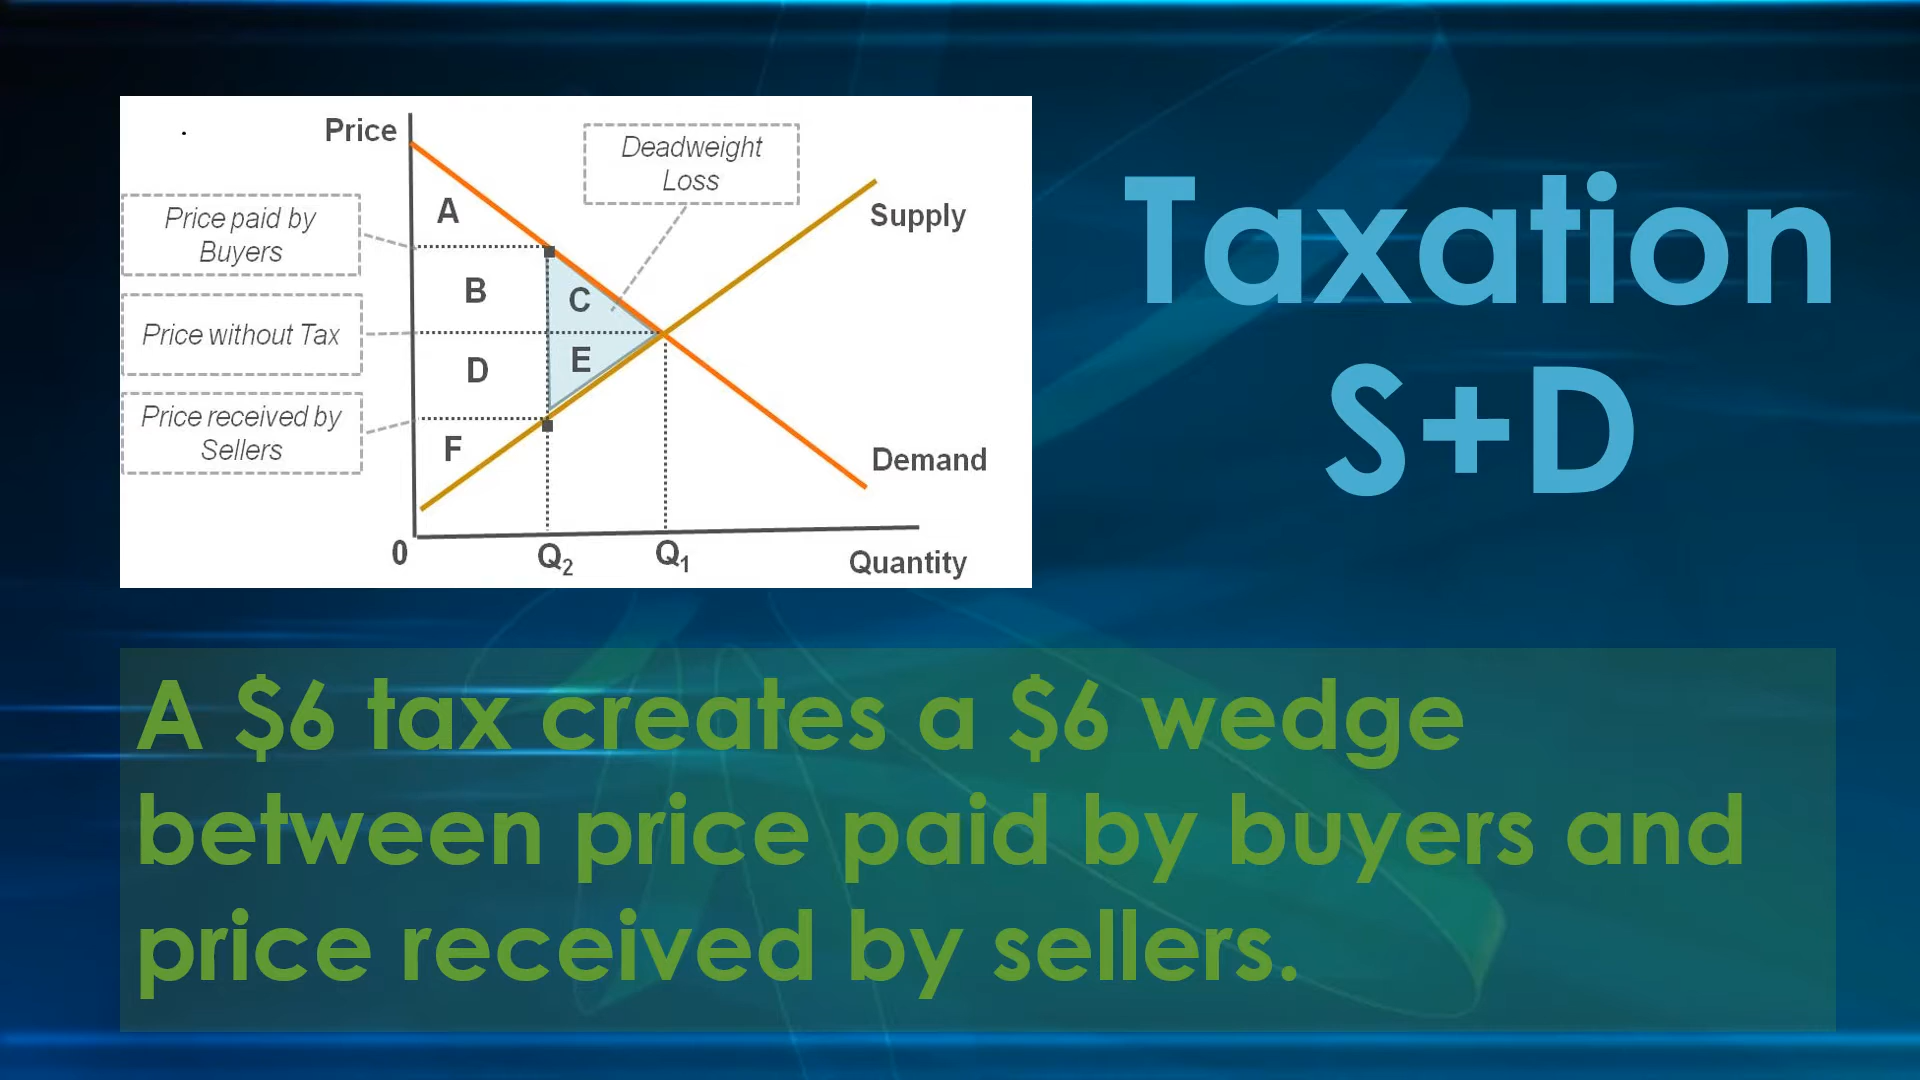 Price
Deadweight
Loss
A
Supply
Price paid by
Buyers
B
C
Price without Tax
D
E
Price received by
Sellers
F
Demand
0
Q2
Q1
Quantity
Taxation
S+D
A $6 tax creates a $6 wedge
between price paid by buyers and
price received by sellers.